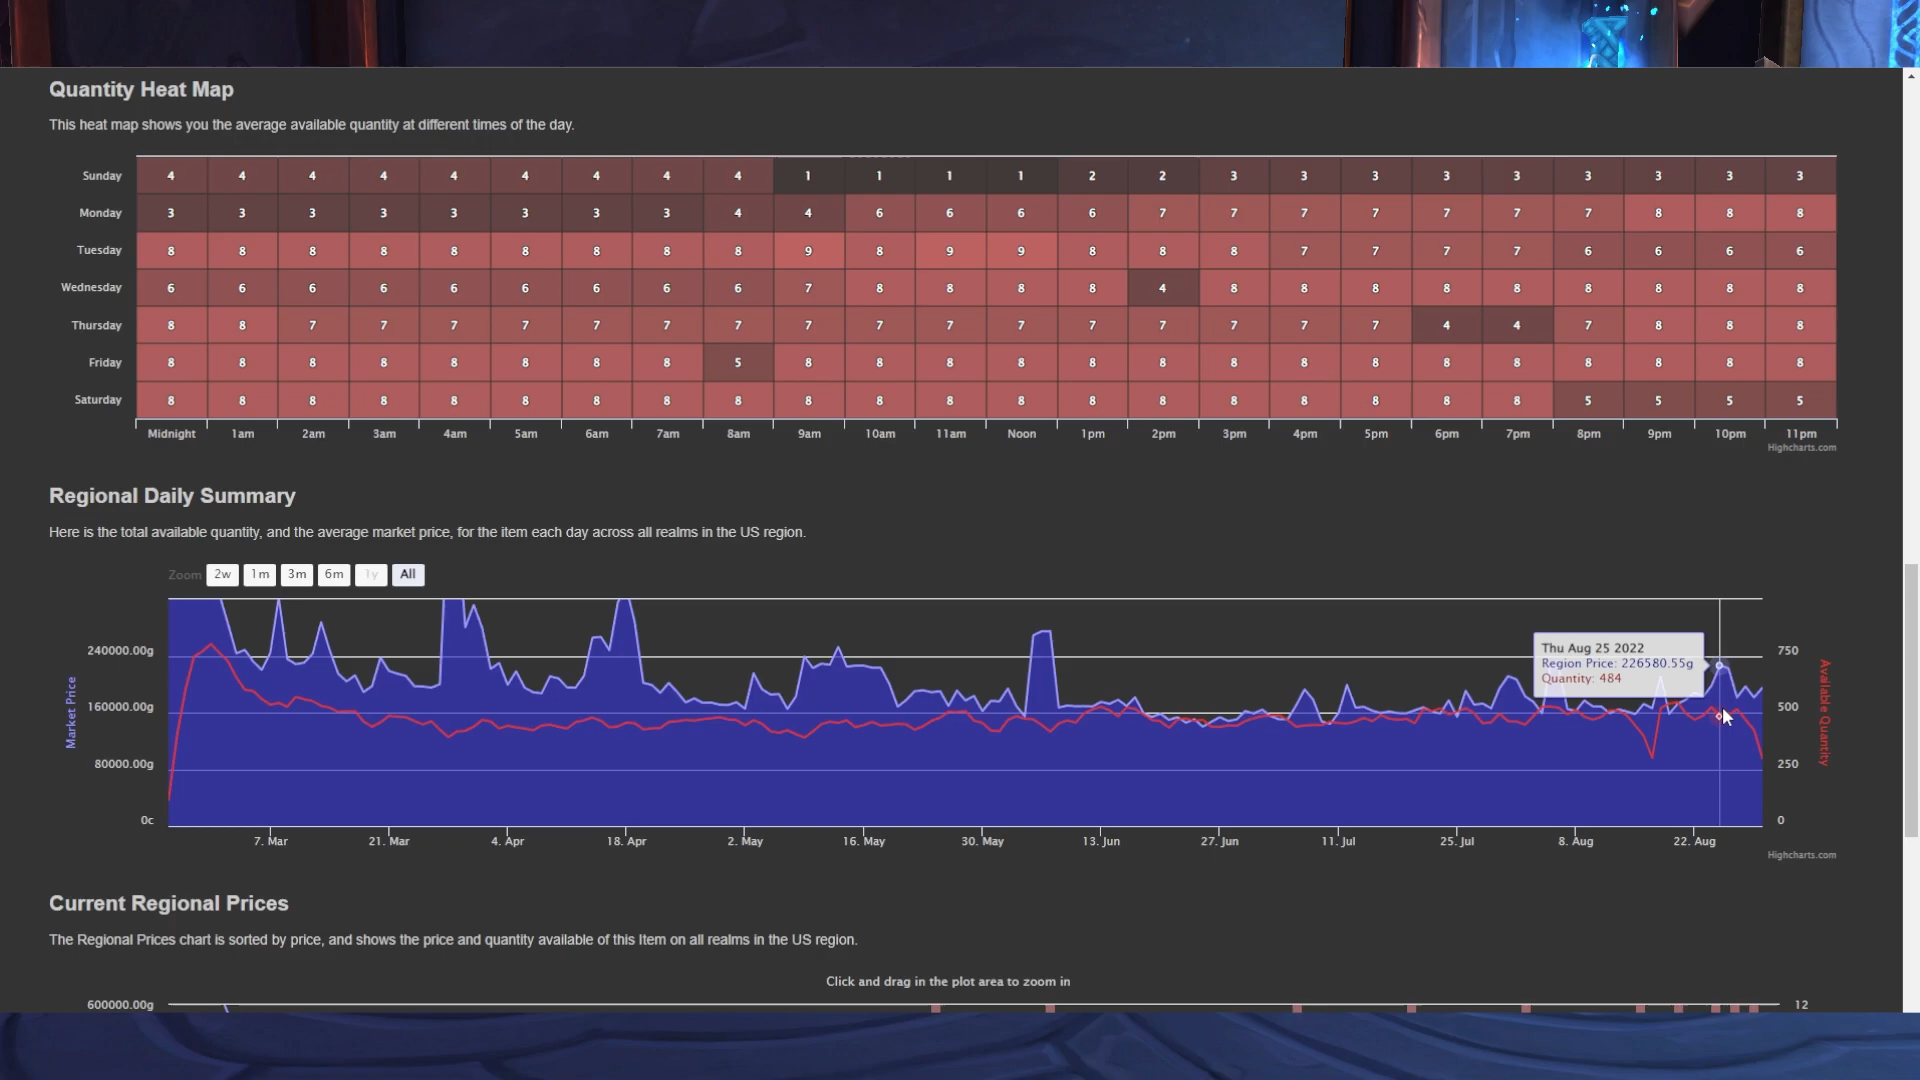 Quantity Heat Map
This heat map shows you the average available quantity at different times of the day.
Sunday 4 4 4 4 4 4 4 4 4 1 1 1 1 2 2 3 3 3 3 3 3 3 3 3
Monday 3 3 3 3 3 3 3 3 4 4 6 6 6 6 7 7 7 7 7 7 7 8 8 8
Tuesday 8 8 8 8 8 8 8 8 8 9 8 9 9 8 8 8 7 7 7 7 6 6 6 6
Wednesday 6 6 6 6 6 6 6 6 6 7 8 8 8 8 4 8 8 8 8 8 8 8 8 8
Thursday 8 8 7 7 7 7 7 7 7 7 7 7 7 7 7 7 7 7 4 4 7 8 8 8
Friday 8 8 8 8 8 8 8 8 5 8 8 8 8 8 8 8 8 8 8 8 8 8 8 8
Saturday 8 8 8 8 8 8 8 8 8 8 8 8 8 8 8 8 8 8 8 8 5 5 5 5
Midnight 1am 2am 3am 4am 5am 6am 7am 8am 9am 10am 11am Noon 1pm 2pm 3pm 4pm 5pm 6pm 7pm 8pm 9pm 10pm 11pm
Highcharts.com
Regional Daily Summary
Here is the total available quantity, and the average market price, for the item each day across all realms in the US region.
Zoom 2w 1m 3m 6m 1y All
Market Price
240000.00g
160000.00g
80000.00g
0c
Thu Aug 25 2022
Region Price: 226580.55g
Quantity: 484
750
500
250
0
Available Quantity
7. Mar 21. Mar 4. Apr 18. Apr 2. May 16. May 30. May 13. Jun 27. Jun 11. Jul 25. Jul 8. Aug 22. Aug
Highcharts.com
Current Regional Prices
The Regional Prices chart is sorted by price, and shows the price and quantity available of this Item on all realms in the US region.
Click and drag in the plot area to zoom in
600000.00g 12